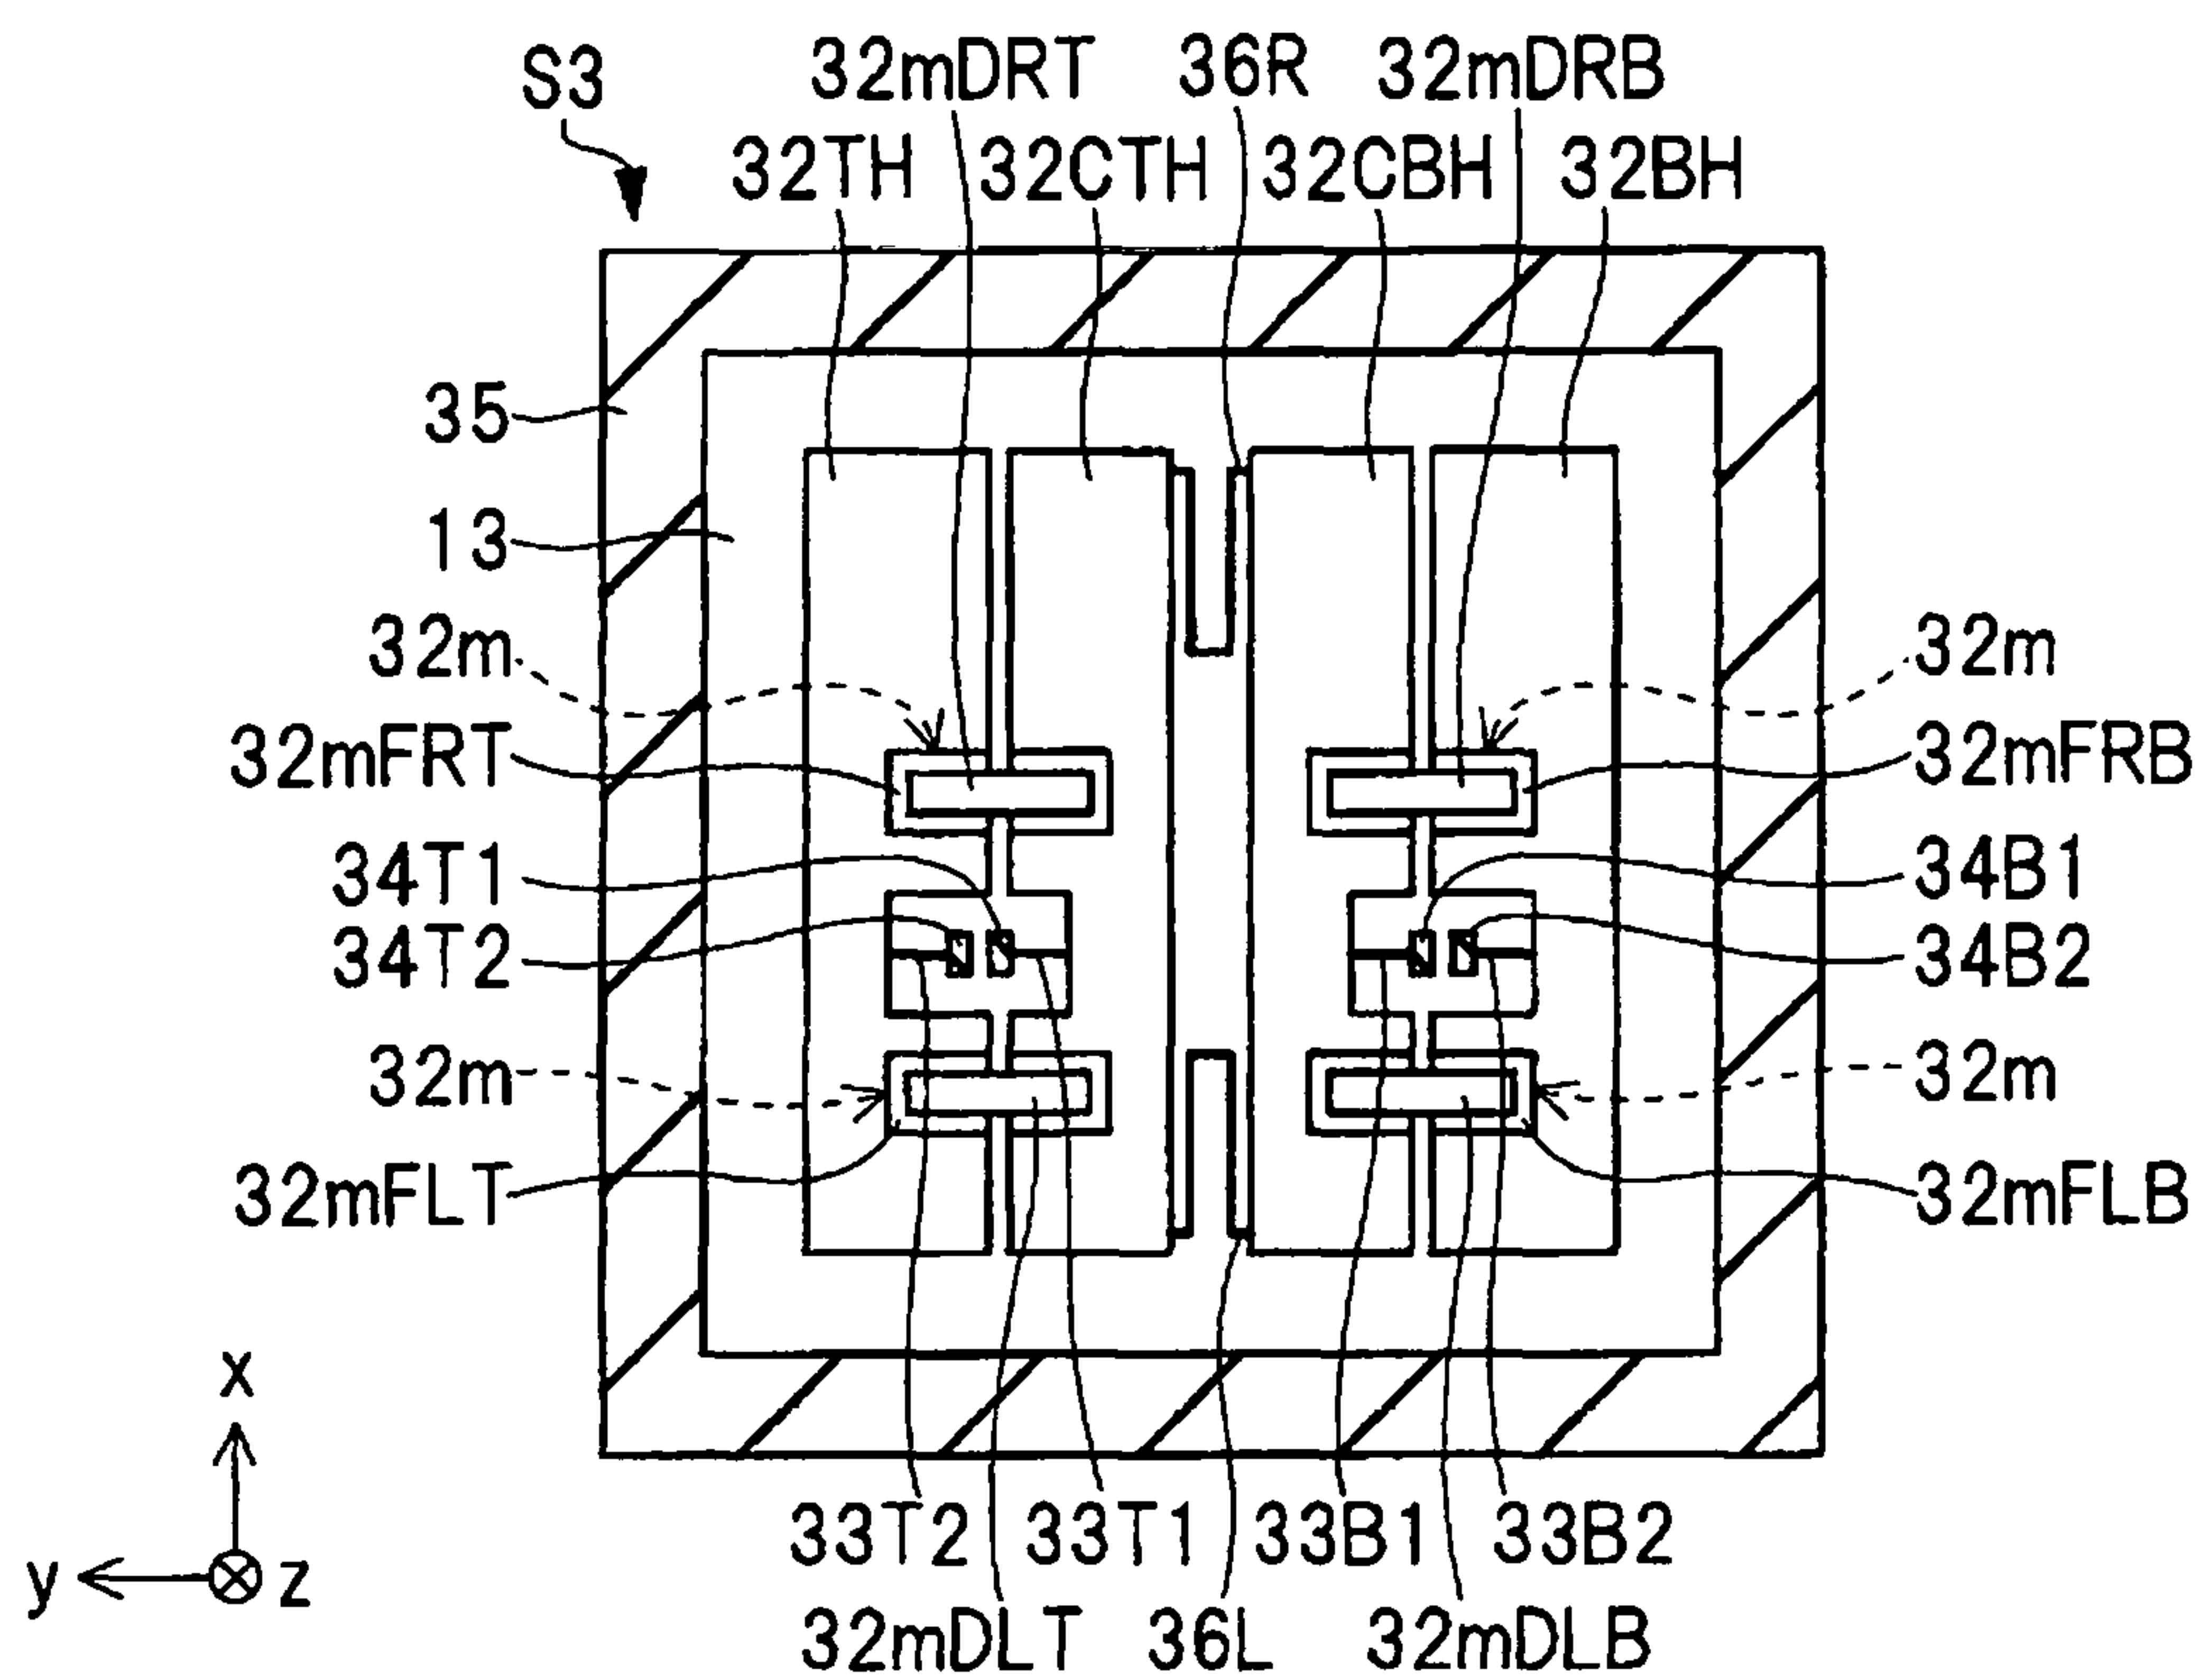 S3 32mDRT 36R 32mDRB
32TH 32CTH 32CBH 32BH
35
13
32m 32m
32mFRT 32mFRB
34T1 34B1
34T2 34B2
32m 32m
32mFLT 32mFLB
x
y z
33T2 33T1 33B1 33B2
32mDLT 36L 32mDLB